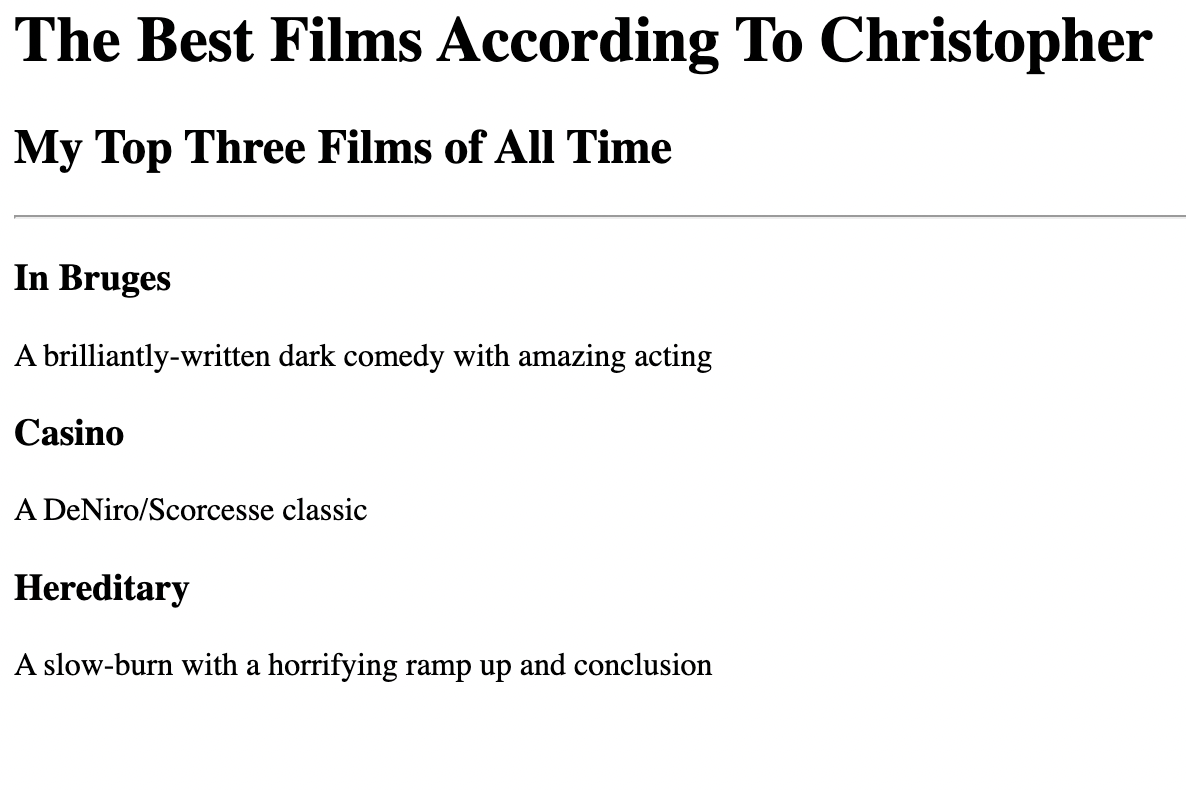 The Best Films According To Christopher
My Top Three Films of All Time
In Bruges
A brilliantly-written dark comedy with amazing acting
Casino
A DeNiro/Scorcesse classic
Hereditary
A slow-burn with a horrifying ramp up and conclusion